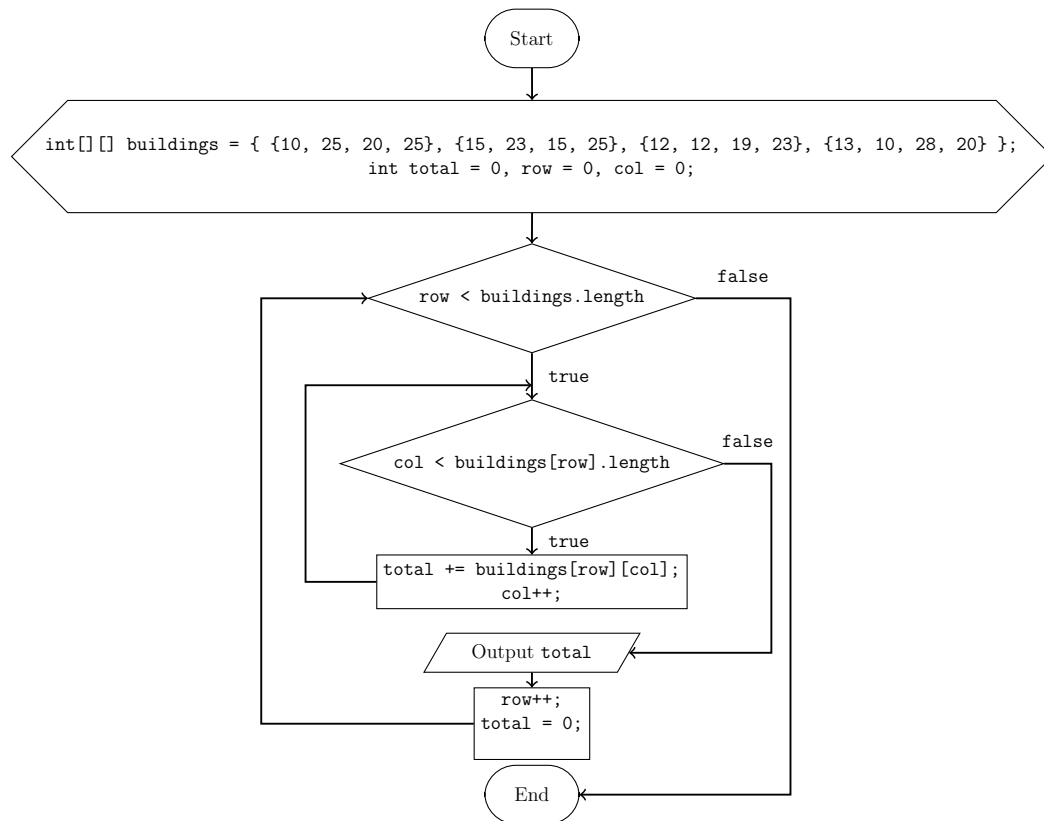 Start
int[][] buildings = { {10, 25, 20, 25}, {15, 23, 15, 25}, {12, 12, 19, 23}, {13, 10, 28, 20} };
int total = 0, row = 0, col = 0;
row < buildings.length
false
true
col < buildings[row].length
false
true
total += buildings[row][col];
col++;
Output total
row++;
total = 0;
End